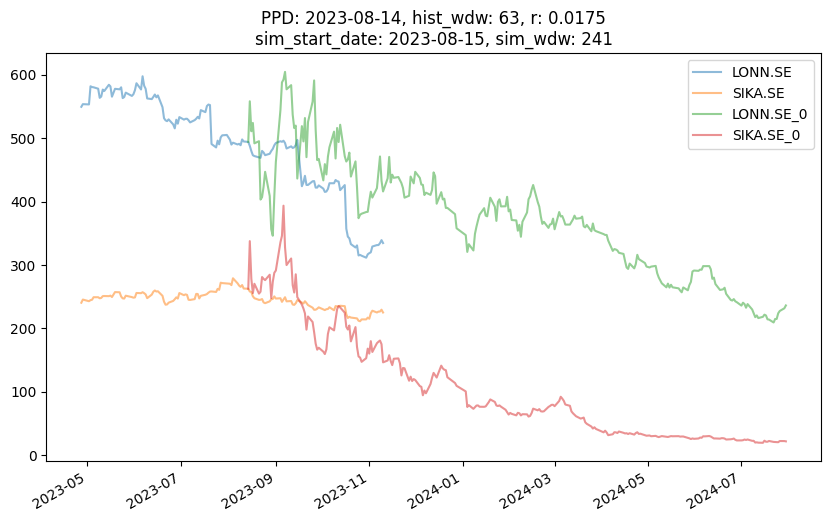 PPD: 2023-08-14, hist_wdw: 63, r: 0.0175
sim_start_date: 2023-08-15, sim_wdw: 241
LONN.SE
SIKA.SE
LONN.SE_0
SIKA.SE_0
600
500
400
300
200
100
0
2023-05
2023-07
2023-09
2023-11
2024-01
2024-03
2024-05
2024-07